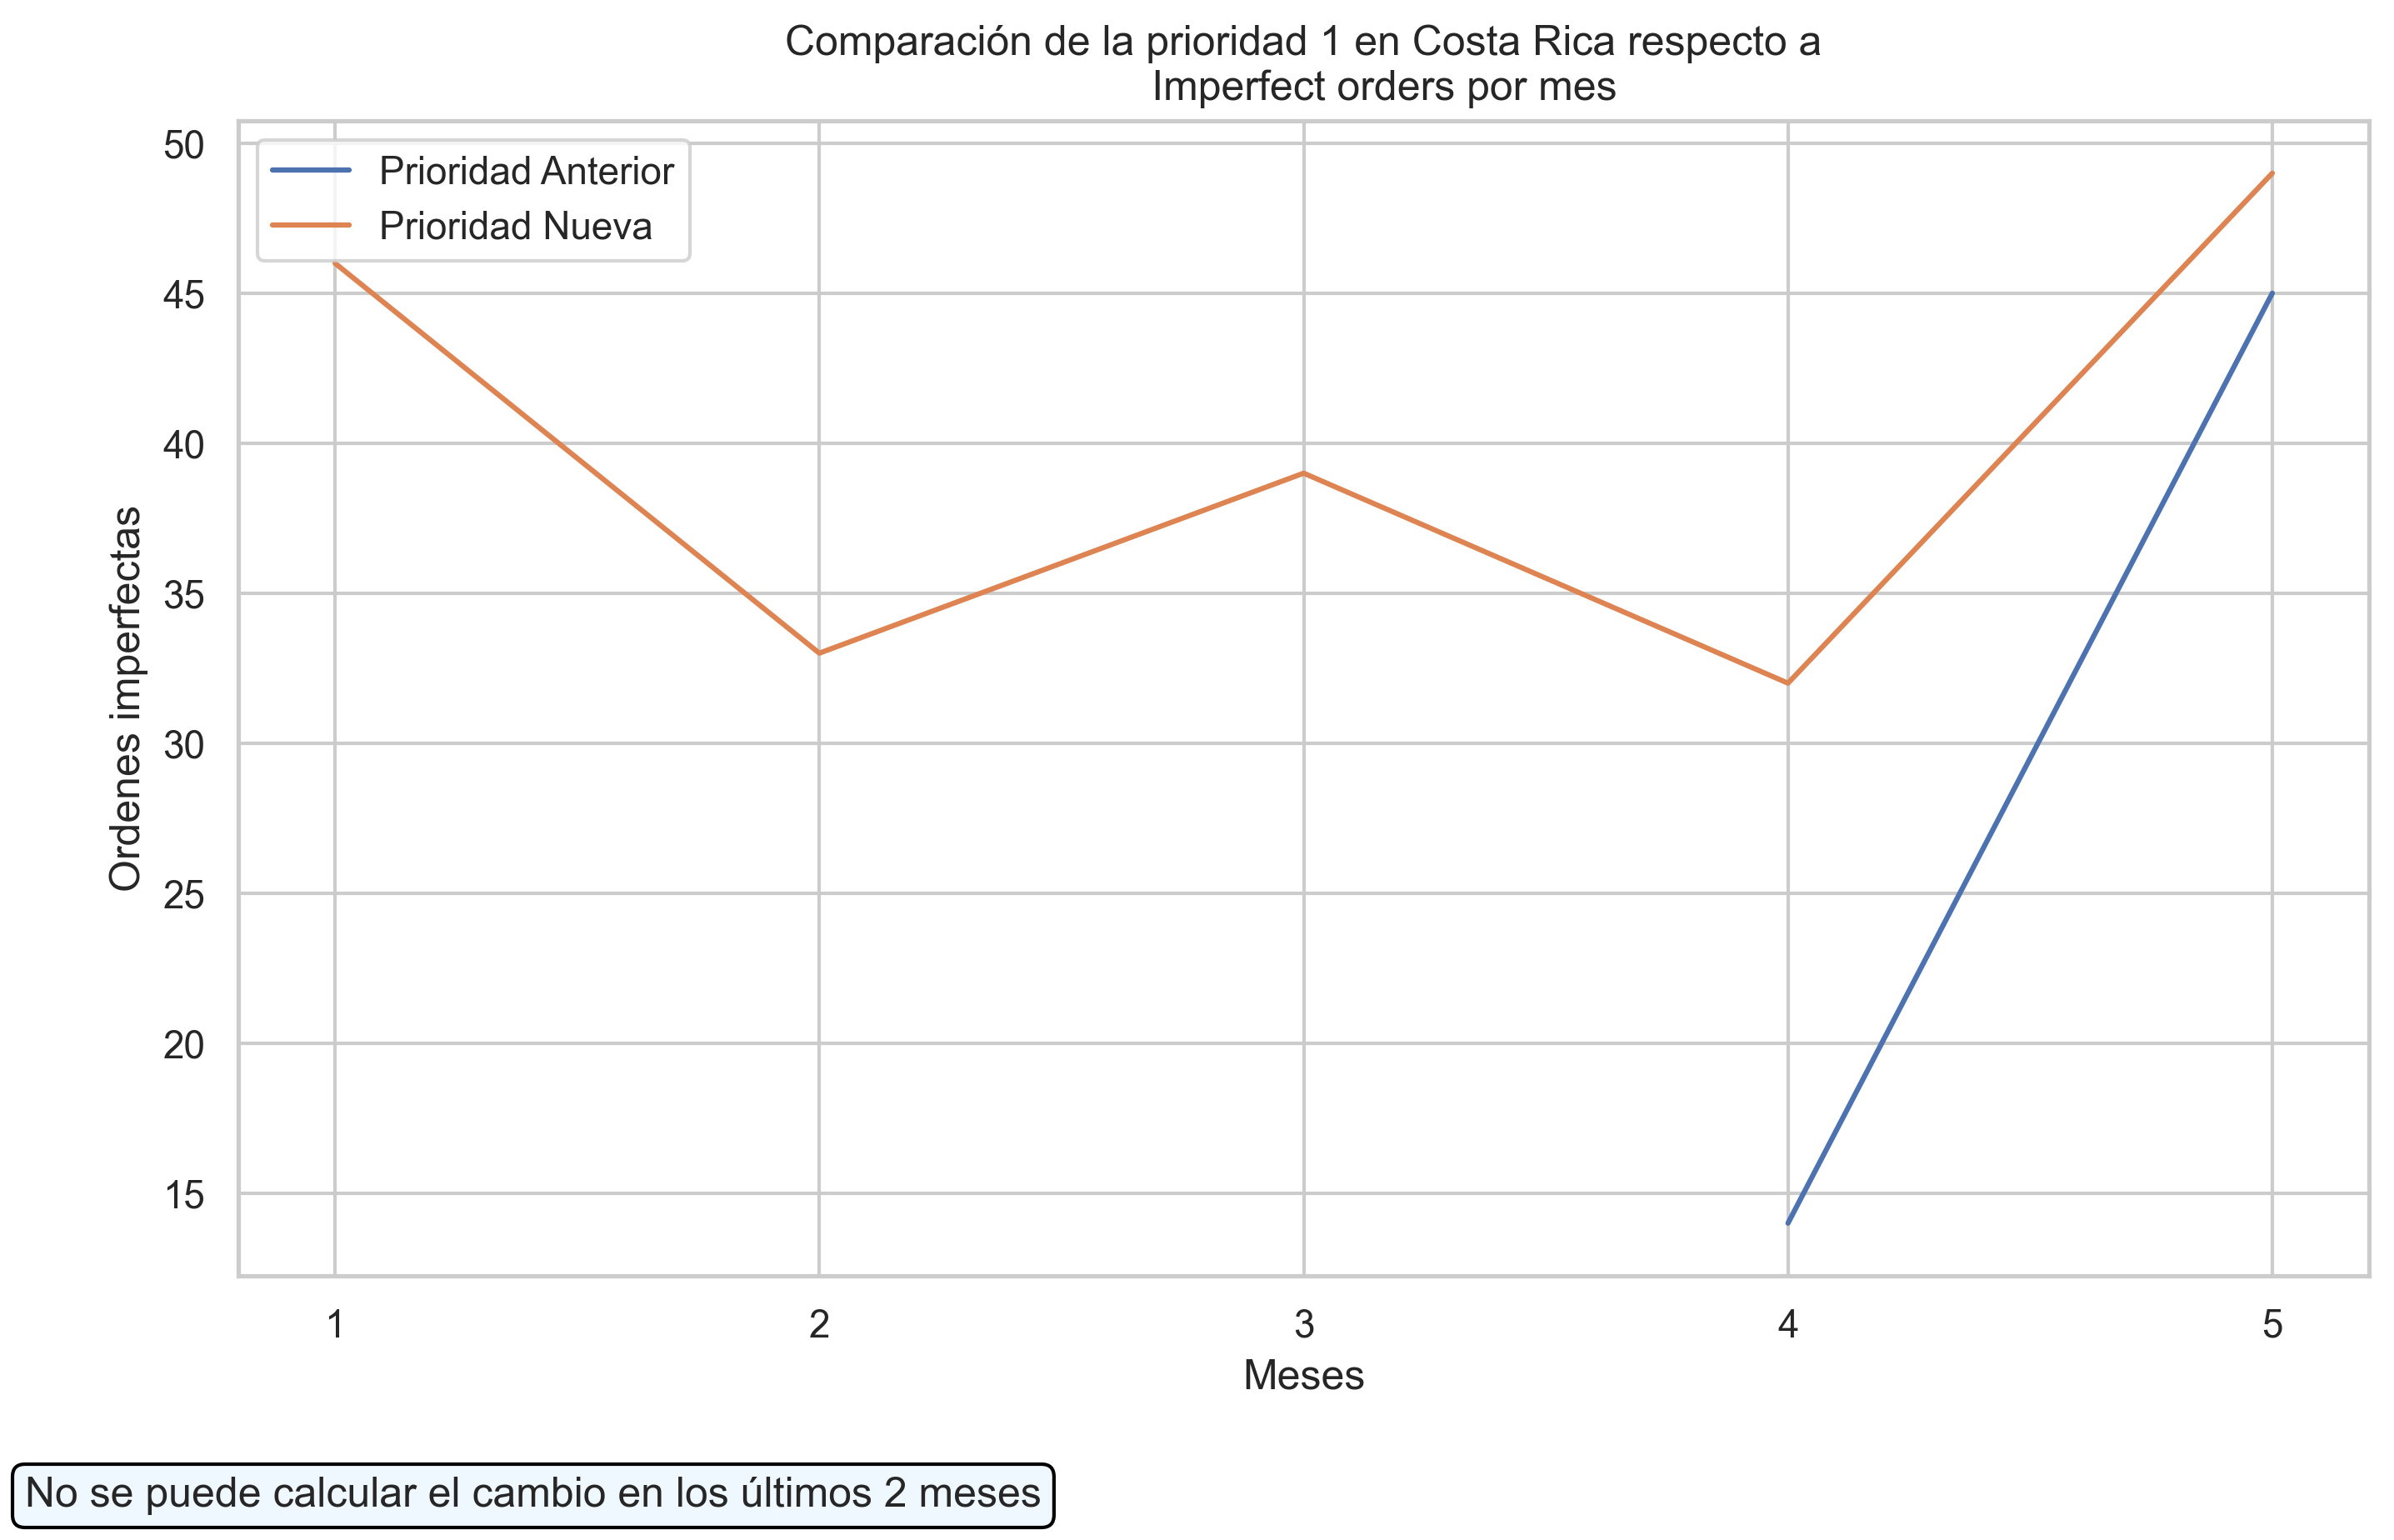 Comparación de la prioridad 1 en Costa Rica respecto a
Imperfect orders por mes
Prioridad Anterior
Prioridad Nueva
50
45
40
35
30
25
20
15
Ordenes imperfectas
1 2 3 4 5
Meses
No se puede calcular el cambio en los últimos 2 meses